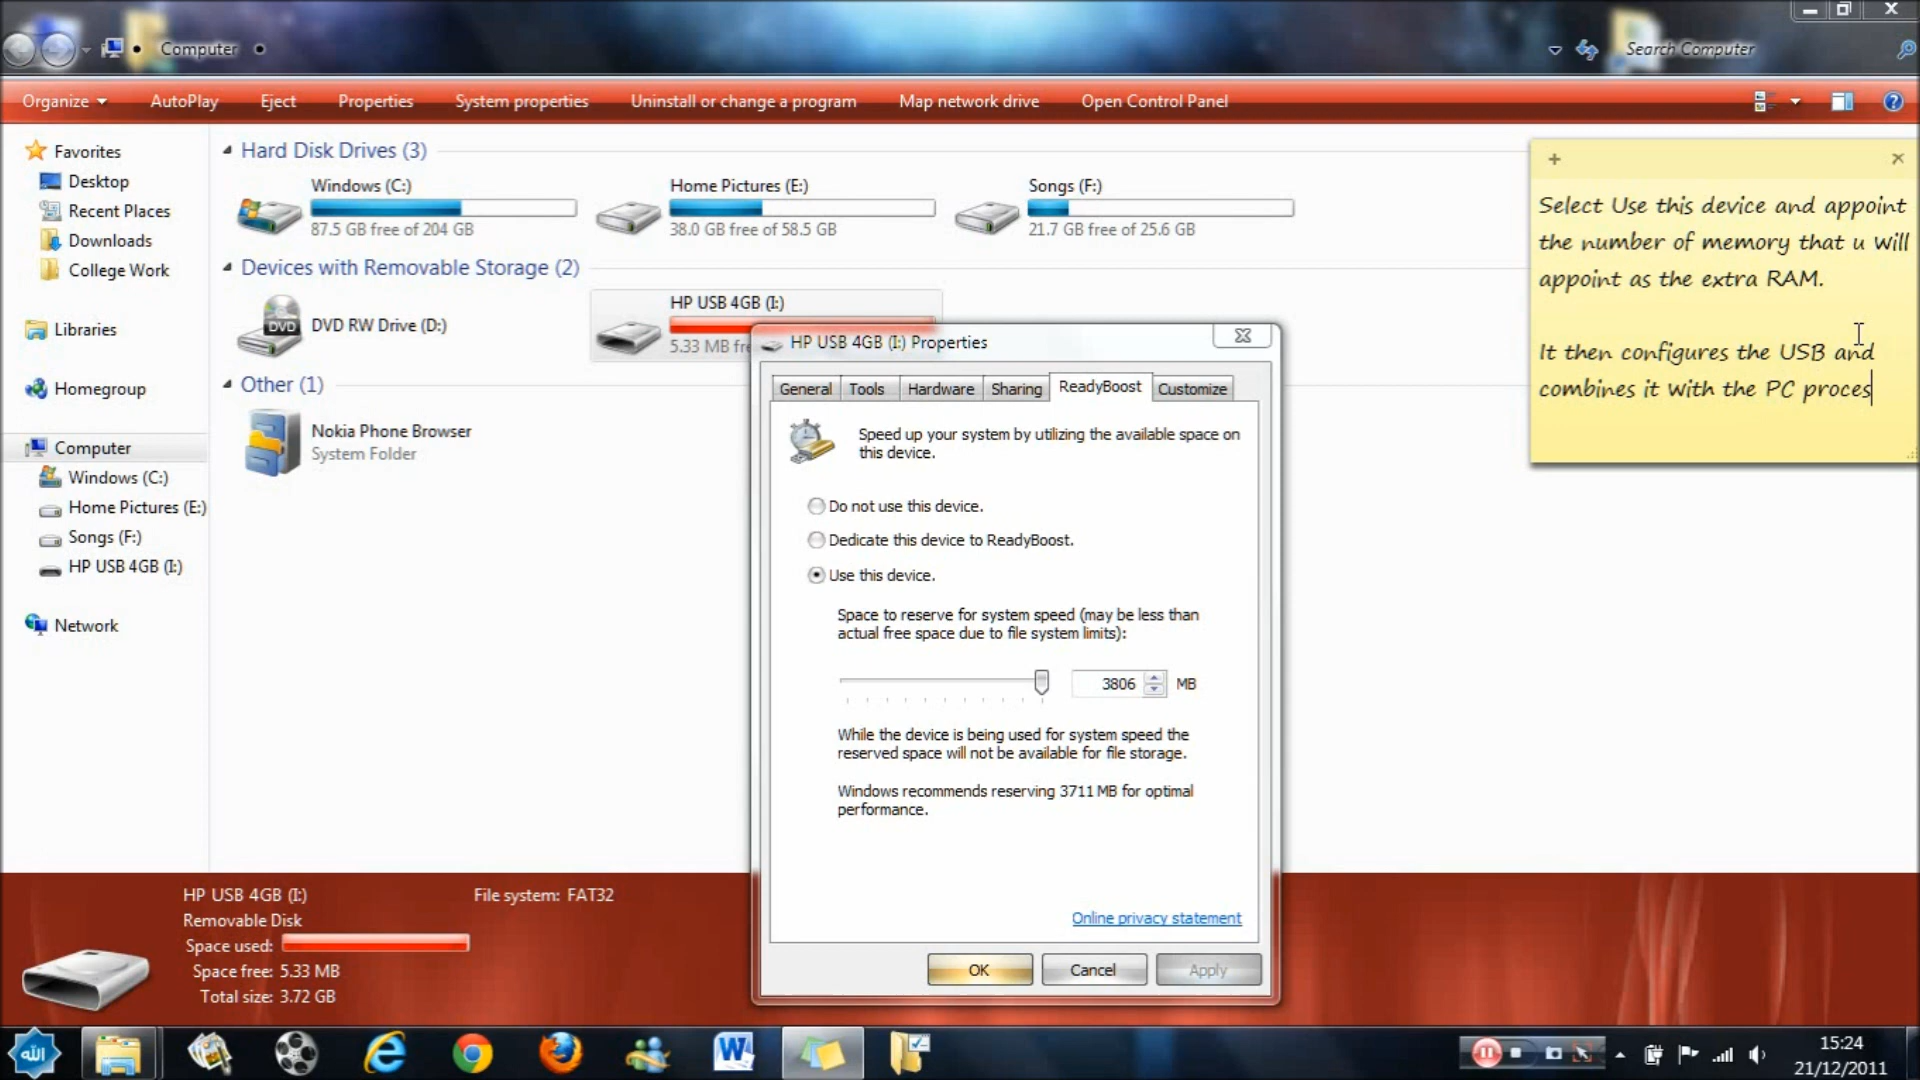 Computer
Search Computer
Organize
AutoPlay
Eject
Properties
System properties
Uninstall or change a program
Map network drive
Open Control Panel
Favorites
Desktop
Recent Places
Downloads
College Work
Libraries
Homegroup
Computer
Windows (C:)
Home Pictures (E:)
Songs (F:)
HP USB 4GB (I:)
Network
Hard Disk Drives (3)
Windows (C:)
87.5 GB free of 204 GB
Home Pictures (E:)
38.0 GB free of 58.5 GB
Songs (F:)
21.7 GB free of 25.6 GB
Devices with Removable Storage (2)
DVD
DVD RW Drive (D:)
HP USB 4GB (I:)
5.33 MB
Other (1)
Nokia Phone Browser
System Folder
HP USB 4GB (I:) Properties
General
Tools
Hardware
Sharing
ReadyBoost
Customize
Speed up your system by utilizing the available space on
this device.
Do not use this device.
Dedicate this device to ReadyBoost.
Use this device.
Space to reserve for system speed (may be less than
actual free space due to file system limits):
3806 MB
While the device is being used for system speed the
reserved space will not be available for file storage.
Windows recommends reserving 3711 MB for optimal
performance.
Online privacy statement
OK
Cancel
Apply
Select Use this device and appoint
the number of memory that u will
appoint as the extra RAM.
It then configures the USB and
combines it with the PC proces
HP USB 4GB (I:)
File system: FAT32
Removable Disk
Space used:
Space free: 5.33 MB
Total size: 3.72 GB
الله
15:24
21/12/2011